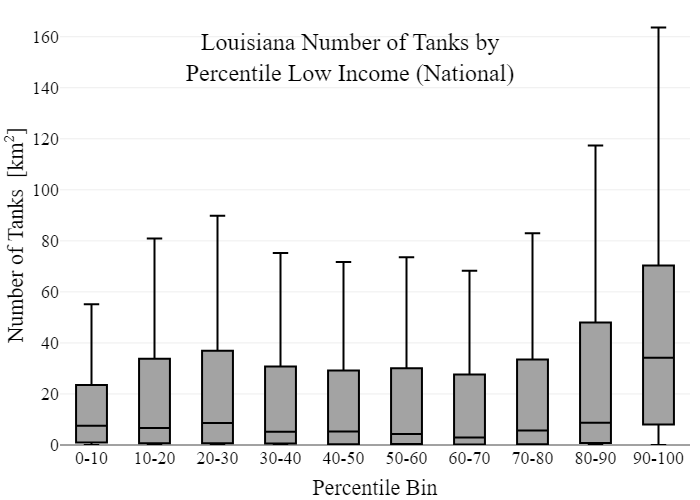 Louisiana Number of Tanks by
Percentile Low Income (National)
Number of Tanks [km²]
160
140
120
100
80
60
40
20
0
0-10 10-20 20-30 30-40 40-50 50-60 60-70 70-80 80-90 90-100
Percentile Bin